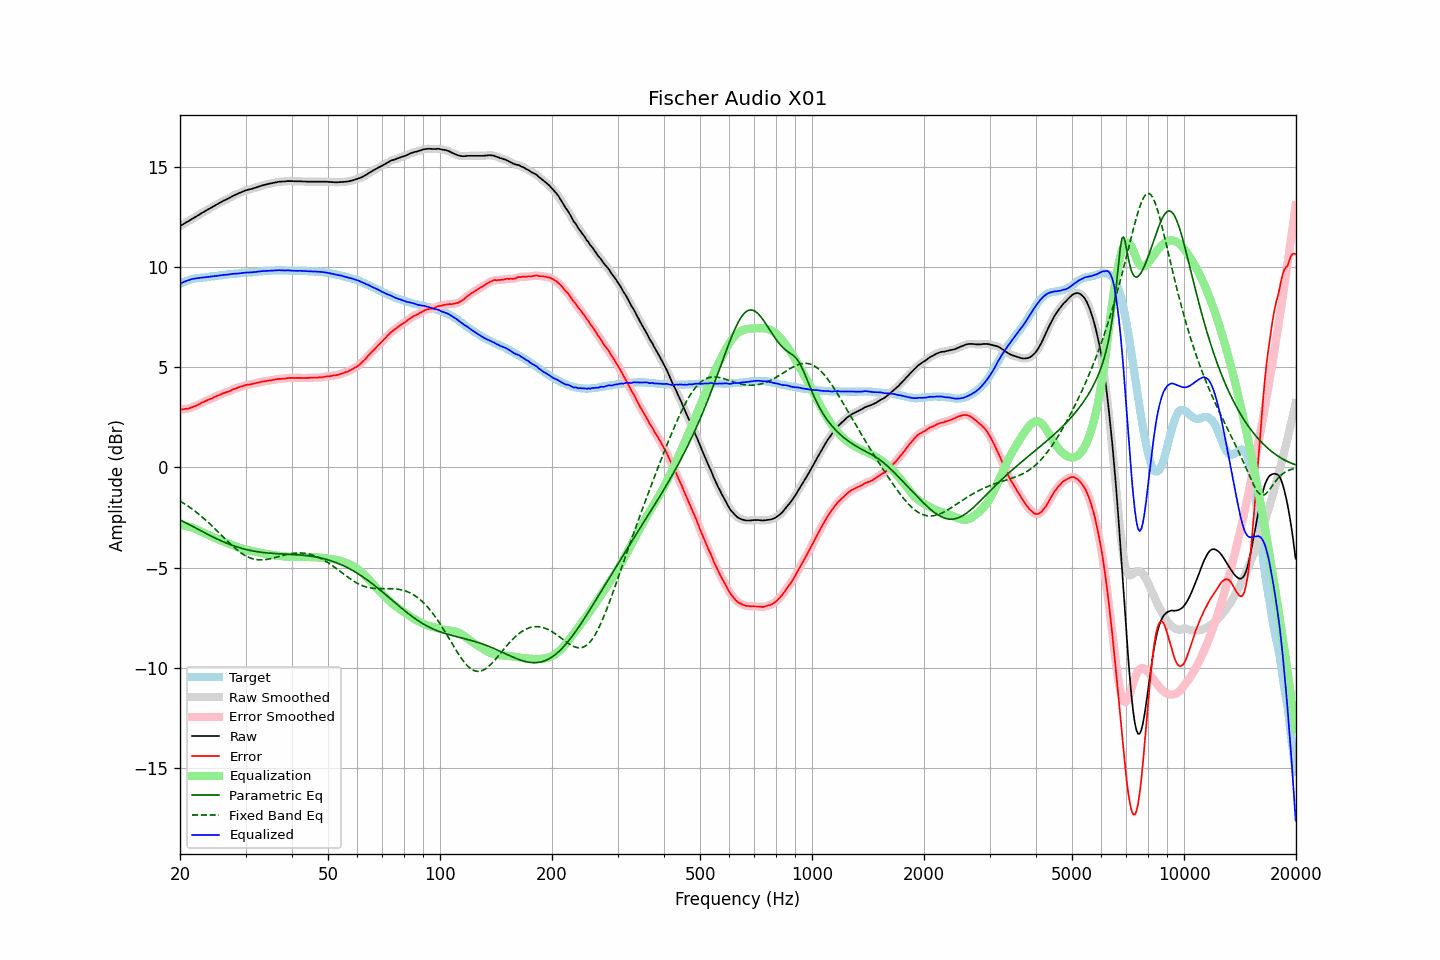 Fischer Audio X01
Amplitude (dBr)
15
10
5
0
−5
−10
−15
Target
Raw Smoothed
Error Smoothed
Raw
Error
Equalization
Parametric Eq
Fixed Band Eq
Equalized
20 50 100 200 500 1000 2000 5000 10000 20000
Frequency (Hz)